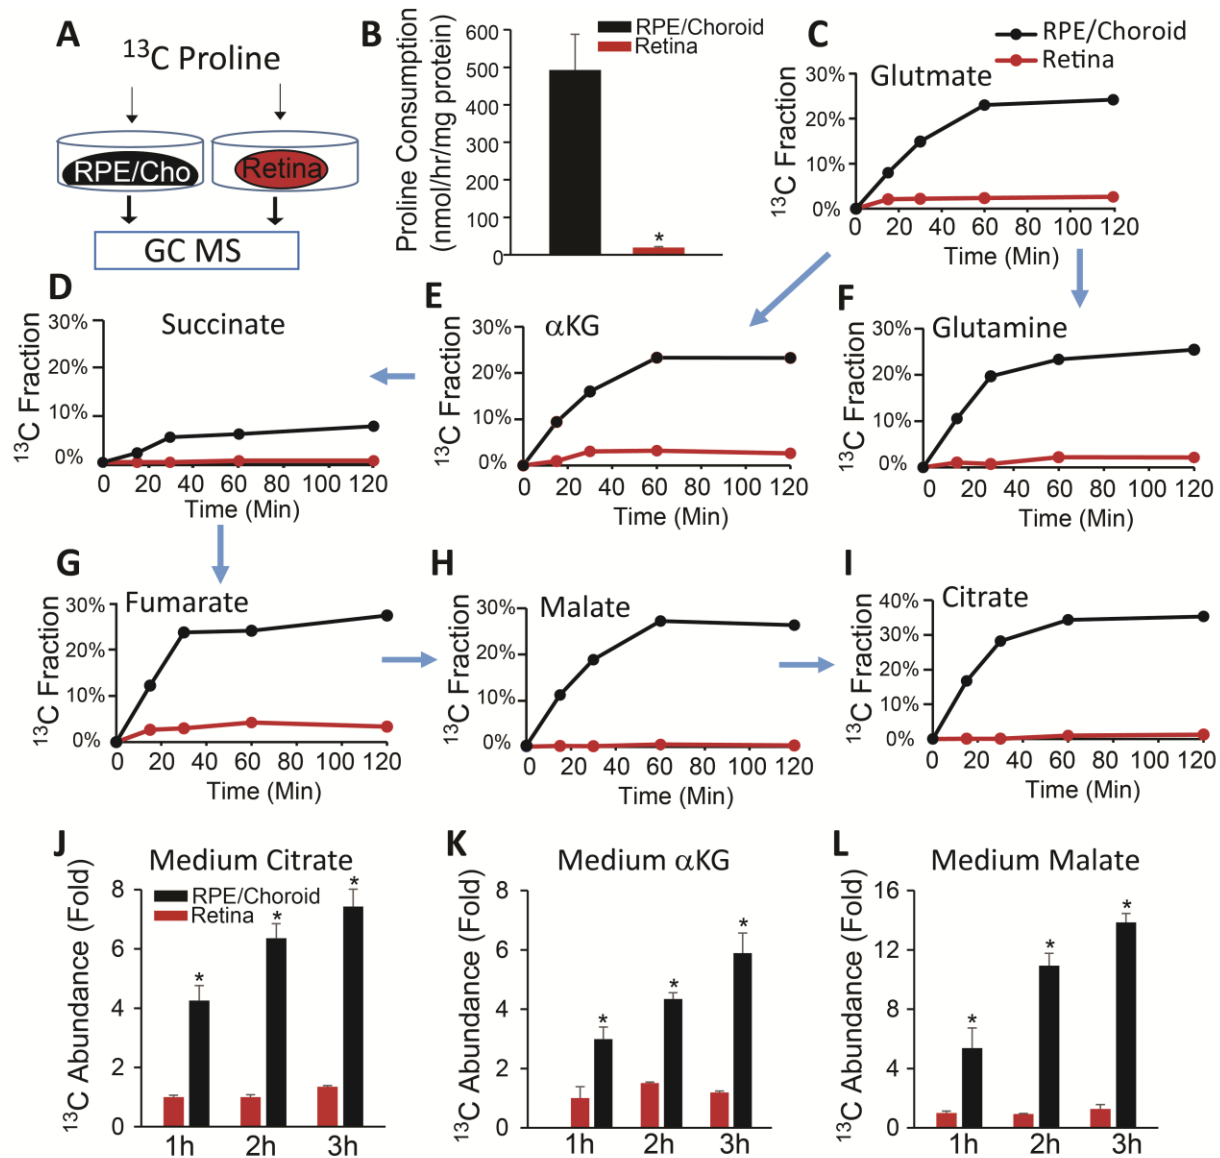 A
¹³C Proline
RPE/Cho
Retina
GC MS
B
Proline Consumption
(nmol/hr/mg protein)
600
500
400
300
200
100
0
RPE/Choroid
Retina
*
C
RPE/Choroid
Retina
Glutmate
¹³C Fraction
30%
20%
10%
0%
0 20 40 60 80 100 120
Time (Min)
D
Succinate
¹³C Fraction
30%
20%
10%
0%
0 20 40 60 80 100 120
Time (Min)
E
αKG
¹³C Fraction
30%
20%
10%
0%
0 20 40 60 80 100 120
Time (Min)
F
Glutamine
¹³C Fraction
30%
20%
10%
0%
0 20 40 60 80 100 120
Time (Min)
G
Fumarate
¹³C Fraction
30%
20%
10%
0%
0 20 40 60 80 100 120
Time (Min)
H
Malate
¹³C Fraction
30%
20%
10%
0%
0 20 40 60 80 100 120
Time (Min)
I
Citrate
¹³C Fraction
40%
30%
20%
10%
0%
0 20 40 60 80 100 120
Time (Min)
J
Medium Citrate
¹³C Abundance (Fold)
8
6
4
2
0
RPE/Choroid
Retina
* * *
1h 2h 3h
K
Medium αKG
¹³C Abundance (Fold)
8
6
4
2
0
* * *
1h 2h 3h
L
Medium Malate
¹³C Abundance (Fold)
16
12
8
4
0
* * *
1h 2h 3h